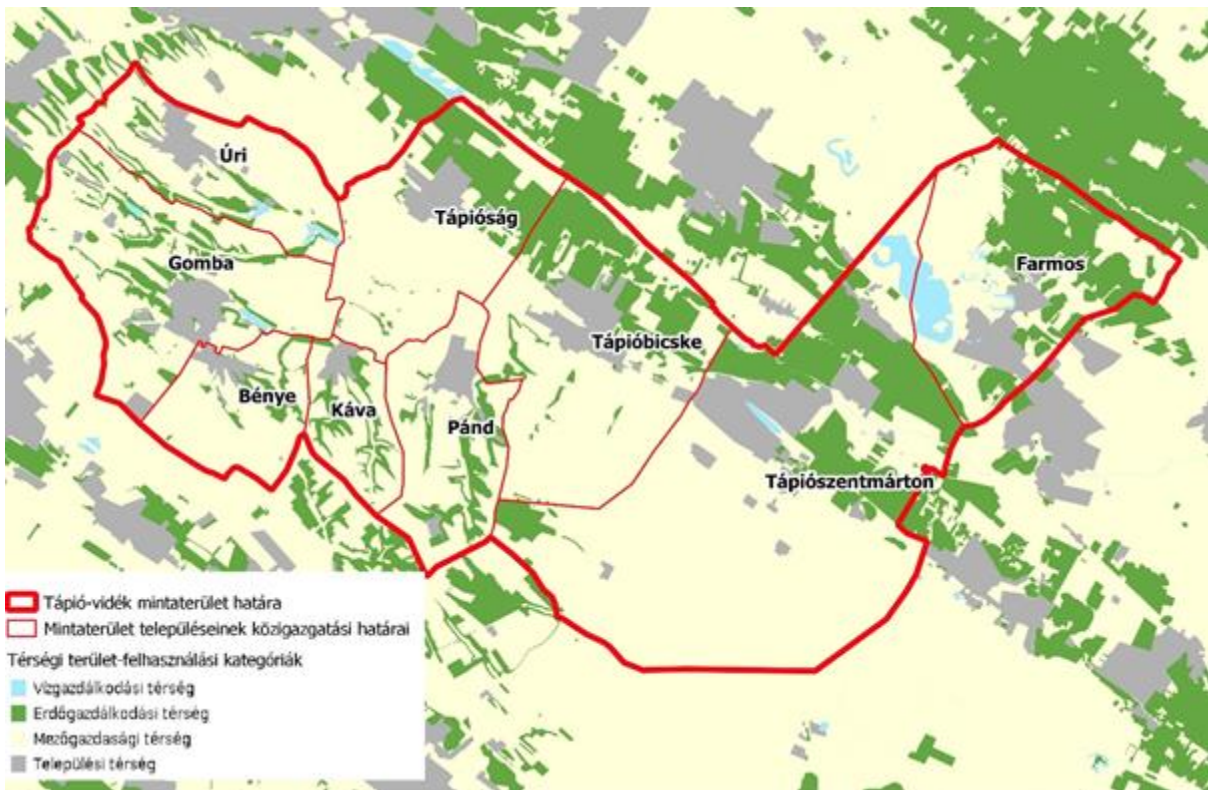 Úri
Tápióság
Gomba
Farmos
Tápióbicske
Bénye
Káva
Pánd
Tápiószentmárton
Tápió-vidék mintaterület határa
Mintaterület településeinek közigazgatási határai
Térségi terület-felhasználási kategóriák
Vízgazdálkodási térség
Erdőgazdálkodási térség
Mezőgazdasági térség
Települési térség